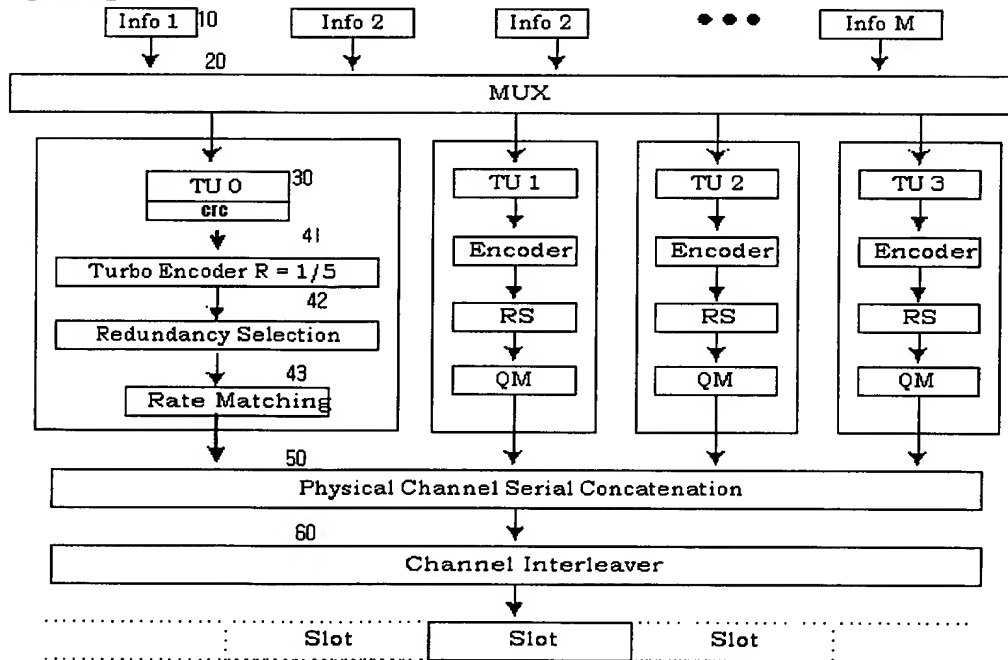 Info 1 10 Info 2 Info 2 Info M
20
MUX
TU 0 30 TU 1 TU 2 TU 3
crc
41
Encoder Encoder Encoder
Turbo Encoder R = 1/5
42
RS RS RS
Redundancy Selection
43 QM QM QM
Rate Matching
50
Physical Channel Serial Concatenation
60
Channel Interleaver
Slot Slot Slot